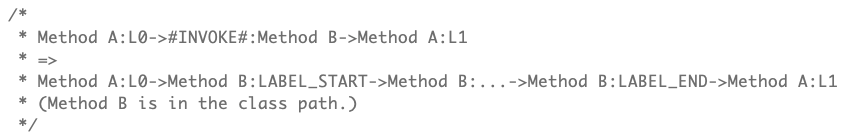 /*
* Method A:L0->#INVOKE#:Method B->Method A:L1
* =>
* Method A:L0->Method B:LABEL_START->Method B:...->Method B:LABEL_END->Method A:L1
* (Method B is in the class path.)
*/